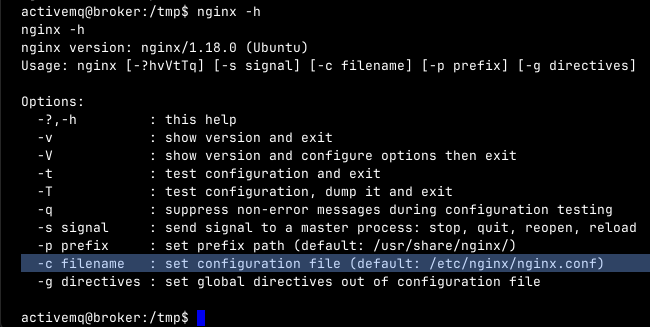 activemq@broker:/tmp$ nginx -h
nginx -h
nginx version: nginx/1.18.0 (Ubuntu)
Usage: nginx [-?hvVtTq] [-s signal] [-c filename] [-p prefix] [-g directives]

Options:
  -?,-h         : this help
  -v            : show version and exit
  -V            : show version and configure options then exit
  -t            : test configuration and exit
  -T            : test configuration, dump it and exit
  -q            : suppress non-error messages during configuration testing
  -s signal     : send signal to a master process: stop, quit, reopen, reload
  -p prefix     : set prefix path (default: /usr/share/nginx/)
  -c filename   : set configuration file (default: /etc/nginx/nginx.conf)
  -g directives : set global directives out of configuration file

activemq@broker:/tmp$